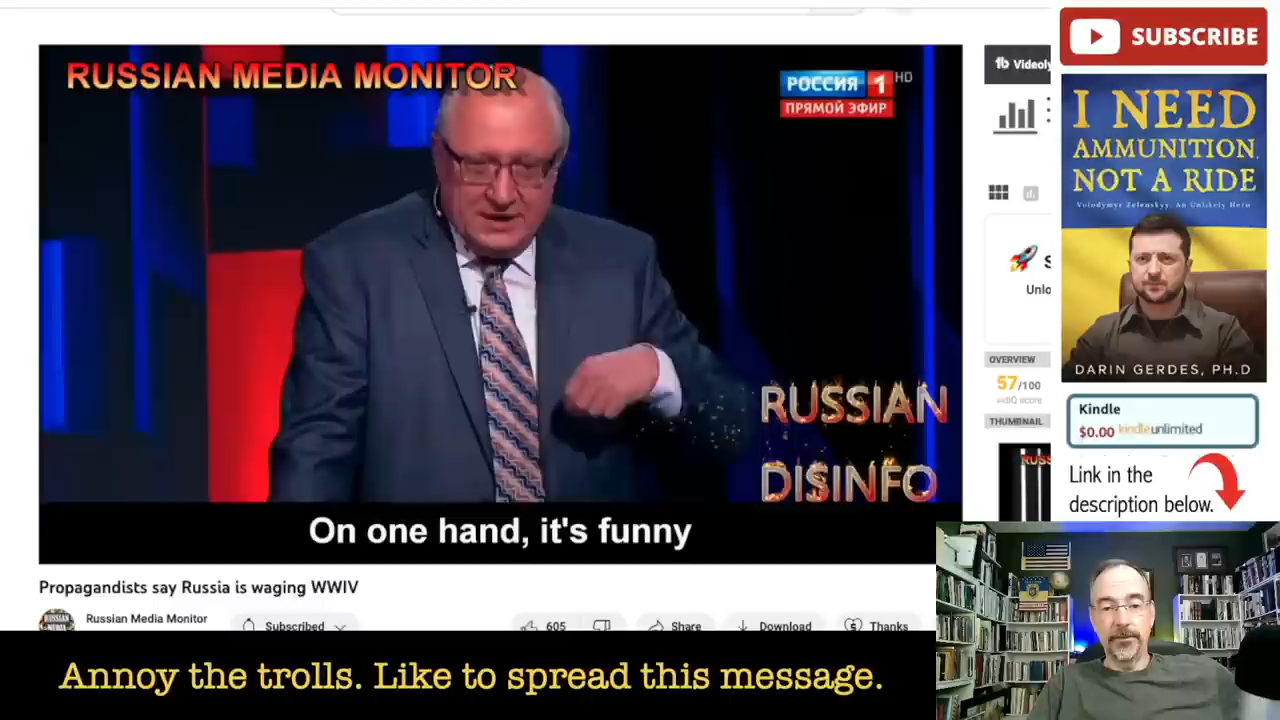 RUSSIAN MEDIA MONITOR
РОССИЯ 1 HD
ПРЯМОЙ ЭФИР
RUSSIAN
DISINFO
On one hand, it's funny
Propagandists say Russia is waging WWIV
Russian Media Monitor
Subscribed
605
Share
Download
Thanks
Annoy the trolls. Like to spread this message.
OVERVIEW
57/100
vidIQ score
THUMBNAIL
SUBSCRIBE
I NEED
AMMUNITION,
NOT A RIDE
Volodymyr Zelenskyy: An Unlikely Hero
DARIN GERDES, PH.D
Kindle
$0.00 kindleunlimited
Link in the
description below.